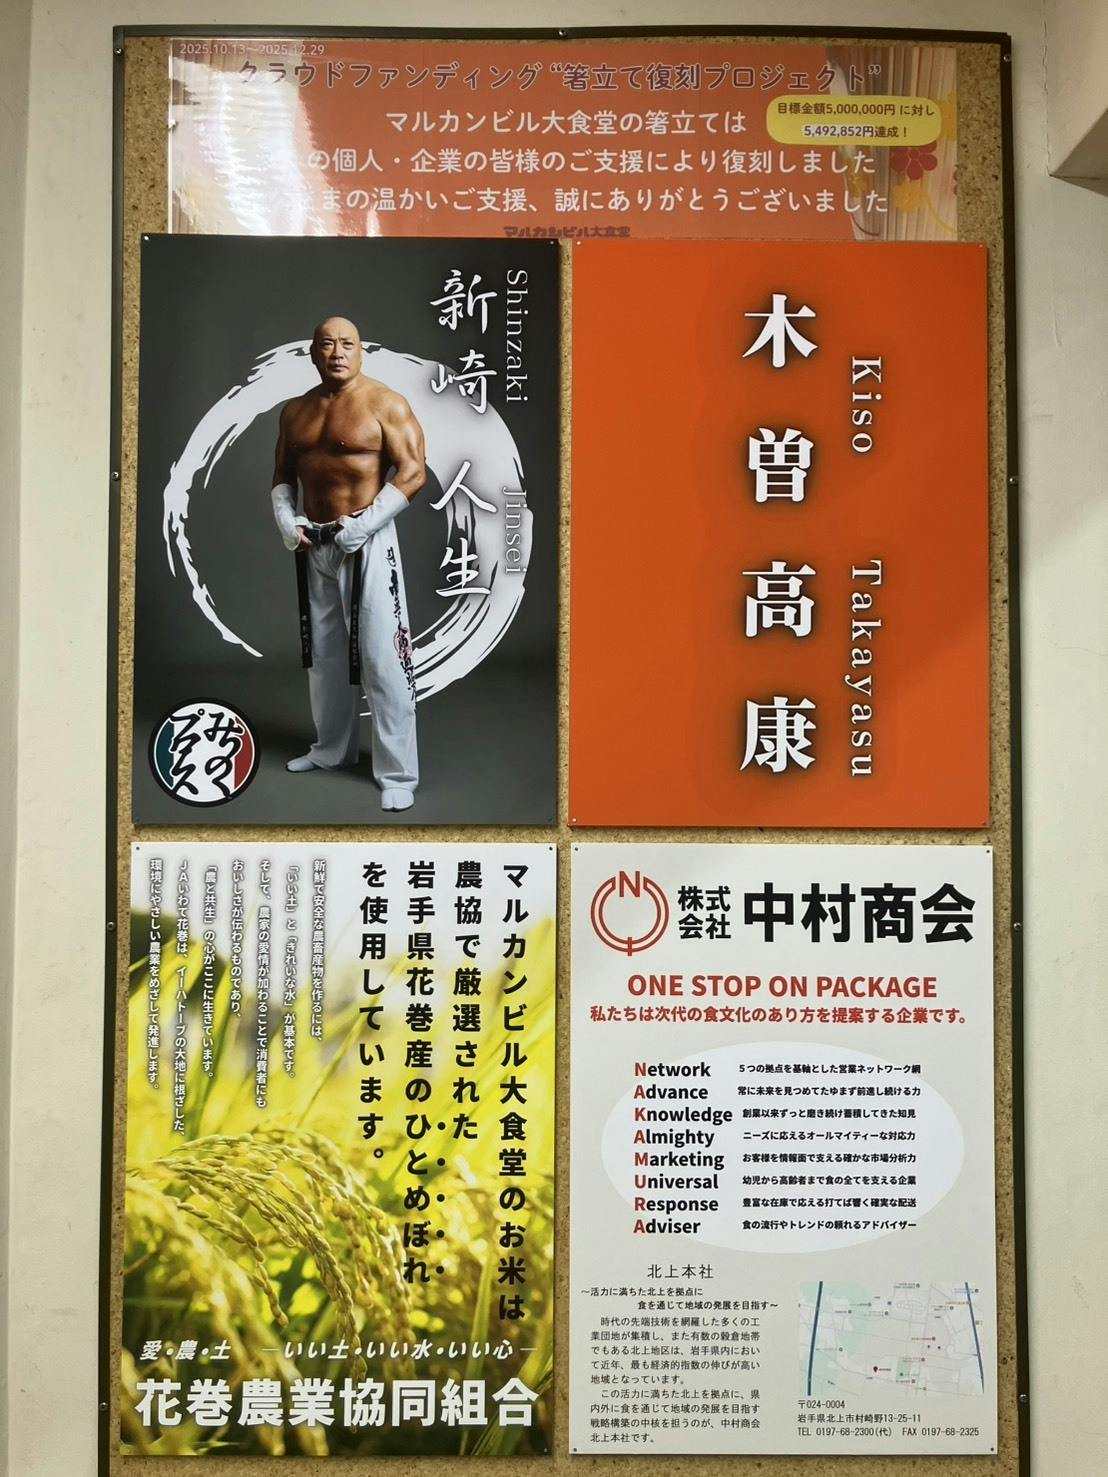 2025.10.13〜2025.12.29
クラウドファンディング“箸立て復刻プロジェクト”
目標金額5,000,000円に対し
5,492,852円達成！
マルカンビル大食堂の箸立ては
の個人・企業の皆様のご支援により復刻しました
まの温かいご支援、誠にありがとうございました
マルカンビル大食堂
新崎 人生
Shinzaki Jinsei
みちのくプロレス
木曽高康
Kiso Takayasu
マルカンビル大食堂のお米は
農協で厳選された
岩手県花巻産のひとめぼれ
を使用しています。
新鮮で安全な農畜産物を作るには、
「いい土」と「きれいな水」が基本です。
そして、農家の愛情が加わることで消費者にも
おいしさが伝わるものであり、
「農と共生」の心がここに生きています。
JAいわて花巻は、イーハトーブの大地に根ざした、
環境にやさしい農業をめざして発進します。
愛・農・土 ―いい土・いい水・いい心―
花巻農業協同組合
N
株式会社 中村商会
ONE STOP ON PACKAGE
私たちは次代の食文化のあり方を提案する企業です。
Network 5つの拠点を基軸とした営業ネットワーク網
Advance 常に未来を見つめてたゆまず前進し続ける力
Knowledge 創業以来ずっと磨き続け蓄積してきた知見
Almighty ニーズに応えるオールマイティーな対応力
Marketing お客様を情報面で支える確かな市場分析力
Universal 幼児から高齢者まで食の全てを支える企業
Response 豊富な在庫で応える打てば響く確実な配送
Adviser 食の流行やトレンドの頼れるアドバイザー
北上本社
〜活力に満ちた北上を拠点に
食を通じて地域の発展を目指す〜
時代の先端技術を網羅した多くの工
業団地が集積し、また有数の穀倉地帯
でもある北上地区は、岩手県内におい
て近年、最も経済的指数の伸びが高い
地域となっています。
この活力に満ちた北上を拠点に、県
内外に食を通じて地域の発展を目指す
戦略構築の中核を担うのが、中村商会
北上本社です。
〒024-0004
岩手県北上市村崎野13-25-11
TEL 0197-68-2300(代) FAX 0197-68-2325